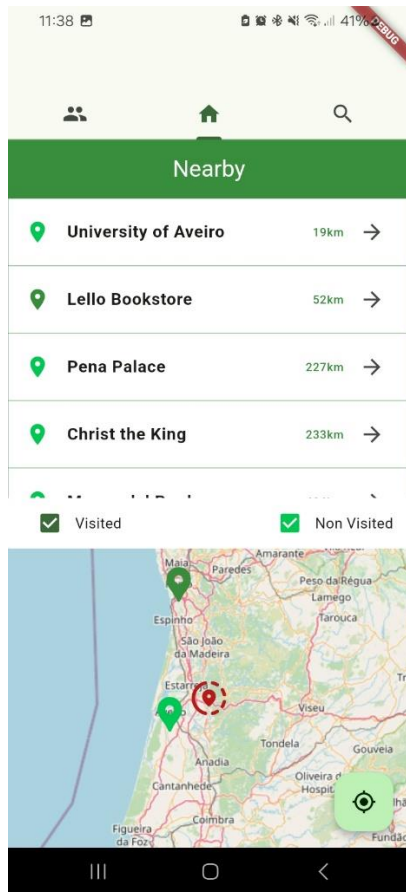 11:38
41%
DEBUG
Nearby
University of Aveiro 19km
Lello Bookstore 52km
Pena Palace 227km
Christ the King 233km
Visited Non Visited
Amarante
Maia
Paredes
Peso da Régua
Lamego
Espinho
Tarouca
São João
da Madeira
Estarreja
Viseu
Tondela
Gouveia
Anadia
Oliveira d
Cantanhede
Hospit
Coimbra
Figueira
da Foz
Fundão